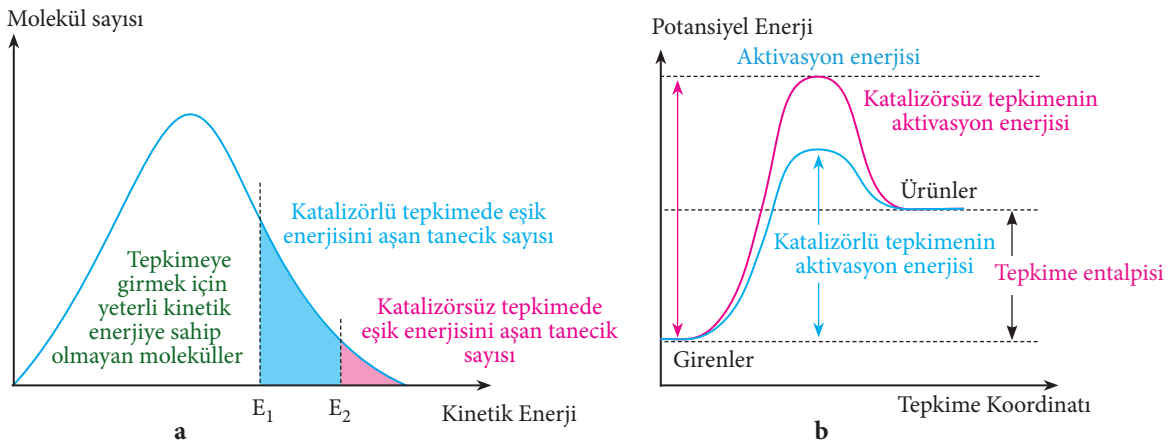 Molekül sayısı
Katalizörlü tepkimede eşik
enerjisini aşan tanecik sayısı
Tepkimeye
girmek için
yeterli kinetik
enerjiye sahip
olmayan moleküller
Katalizörsüz tepkimede
eşik enerjisini aşan tanecik
sayısı
E₁
E₂
Kinetik Enerji
a
Potansiyel Enerji
Aktivasyon enerjisi
Katalizörsüz tepkimenin
aktivasyon enerjisi
Ürünler
Katalizörlü tepkimenin
aktivasyon enerjisi
Tepkime entalpisi
Girenler
Tepkime Koordinatı
b